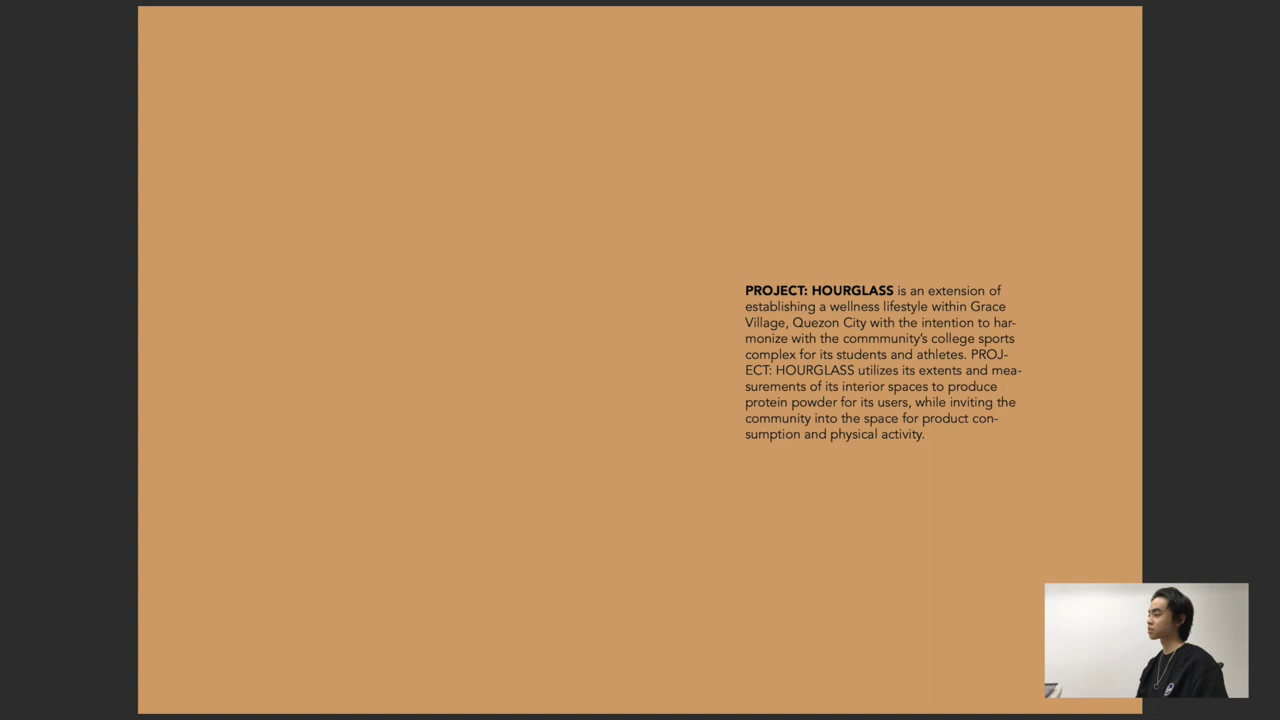 PROJECT: HOURGLASS is an extension of
establishing a wellness lifestyle within Grace
Village, Quezon City with the intention to har-
monize with the commmunity's college sports
complex for its students and athletes. PROJ-
ECT: HOURGLASS utilizes its extents and mea-
surements of its interior spaces to produce
protein powder for its users, while inviting the
community into the space for product con-
sumption and physical activity.